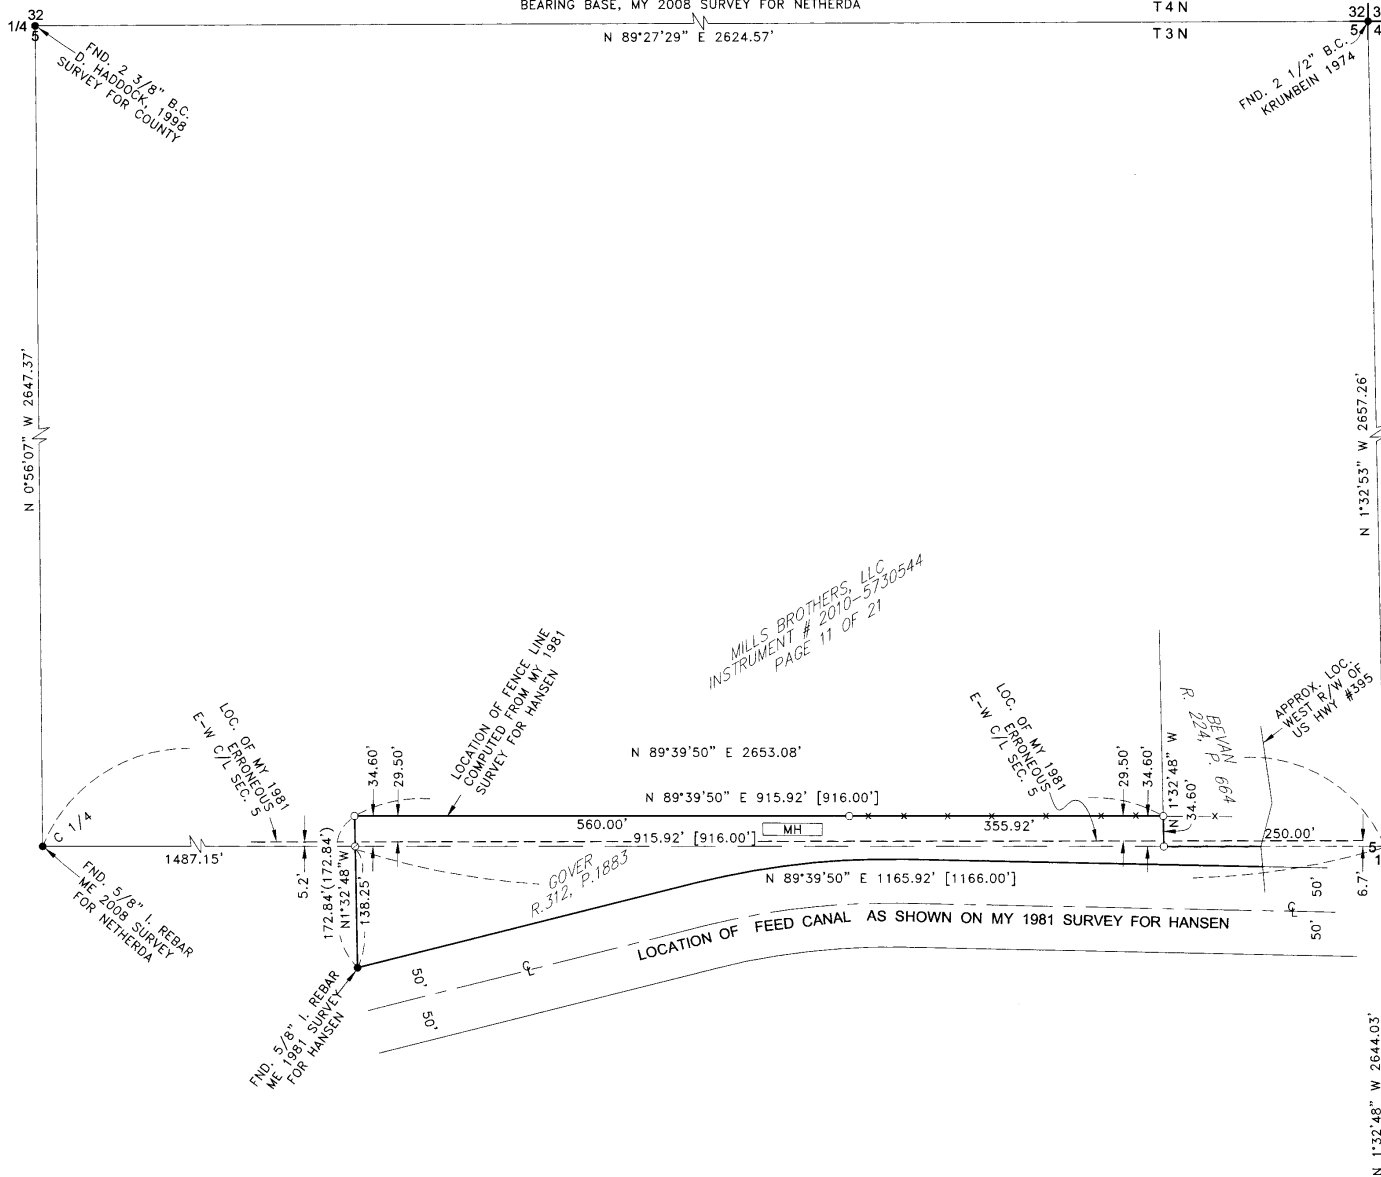 BEARING BASE, MY 2008 SURVEY FOR NETHERDA
N 89°27'29" E 2624.57'
T 4 N
T 3 N
32
1/4
5
32 3
5 4
FND. 2 3/8" B.C.
D. HADDOCK, 1998
SURVEY FOR COUNTY
FND. 2 1/2" B.C.
KRUMBEIN 1974
N 0°56'07" W 2647.37'
N 1°32'53" W 2657.26'
MILLS BROTHERS, LLC
INSTRUMENT # 2010-5730544
PAGE 11 OF 21
LOCATION OF FENCE LINE
COMPUTED FROM MY 1981
SURVEY FOR HANSEN
LOC. OF MY 1981
ERRONEOUS
E-W C/L SEC. 5
LOC. OF MY 1981
ERRONEOUS
E-W C/L SEC. 5
APPROX. LOC.
WEST R/W OF
US HWY #395
BEVAN
R. 224, P. 664
N 1°32'48" W
34.60'
34.60'
29.50'
29.50'
34.60'
N 89°39'50" E 2653.08'
N 89°39'50" E 915.92' [916.00']
560.00'
355.92'
MH
915.92' [916.00']
250.00'
C 1/4
1487.15'
5.2'
6.7'
5
1
172.84'(172.84')
N1°32'48"W
138.25'
GOVER
R.312, P.1883
N 89°39'50" E 1165.92' [1166.00']
FND. 5/8" I. REBAR
ME 2008 SURVEY
FOR NETHERDA
FND. 5/8" I. REBAR
ME 1981 SURVEY
FOR HANSEN
LOCATION OF FEED CANAL AS SHOWN ON MY 1981 SURVEY FOR HANSEN
50'
50'
50'
50'
N 1°32'48" W 2644.03'